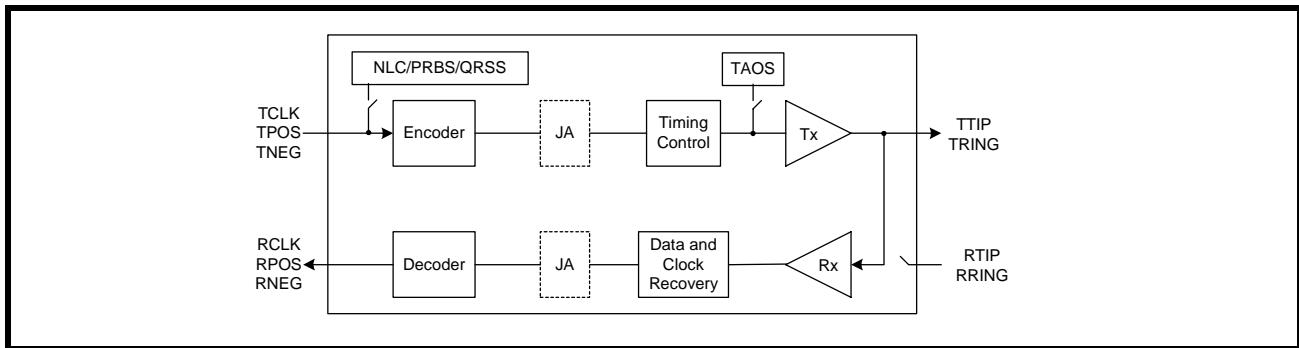 NLC/PRBS/QRSS
TAOS
TCLK
TPOS
TNEG
Encoder
JA
Timing
Control
Tx
TTIP
TRING
RCLK
RPOS
RNEG
Decoder
JA
Data and
Clock
Recovery
Rx
RTIP
RRING